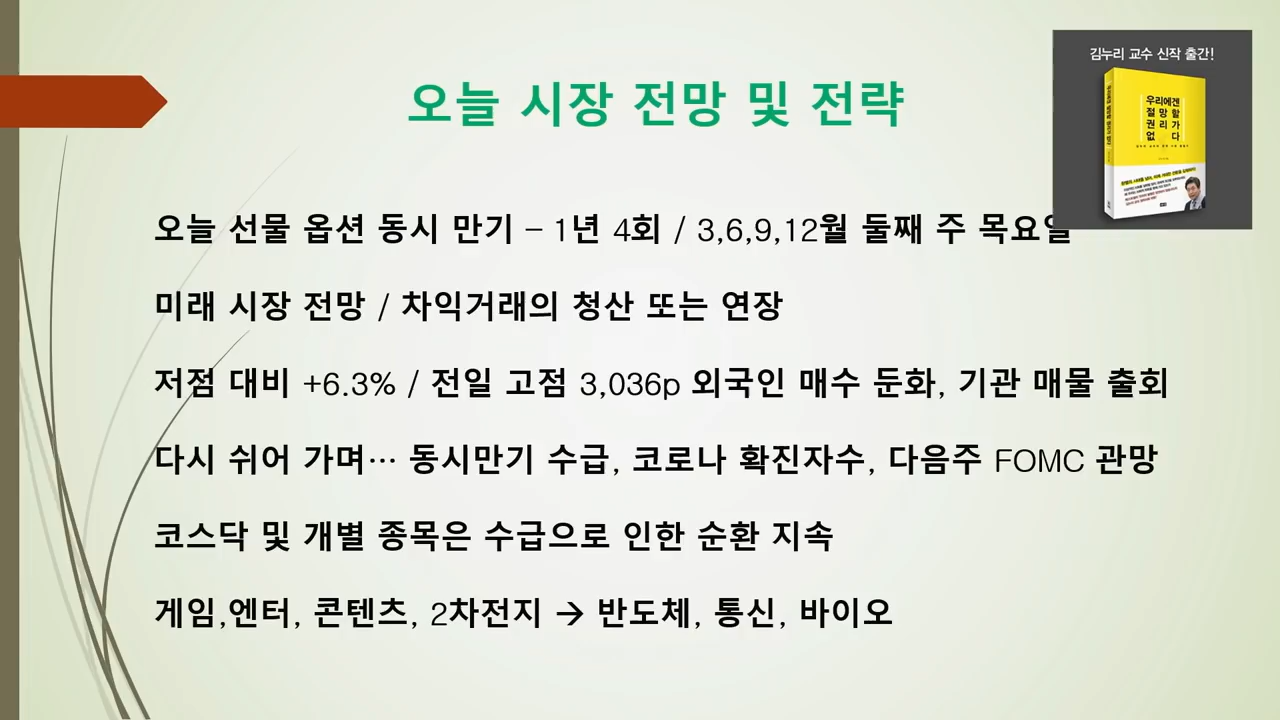 김누리 교수 신작 출간!
우리에겐
절망할
권리가
없다
오늘 시장 전망 및 전략
오늘 선물 옵션 동시 만기 – 1년 4회 / 3,6,9,12월 둘째 주 목요일
미래 시장 전망 / 차익거래의 청산 또는 연장
저점 대비 +6.3% / 전일 고점 3,036p 외국인 매수 둔화, 기관 매물 출회
다시 쉬어 가며… 동시만기 수급, 코로나 확진자수, 다음주 FOMC 관망
코스닥 및 개별 종목은 수급으로 인한 순환 지속
게임,엔터, 콘텐츠, 2차전지 → 반도체, 통신, 바이오